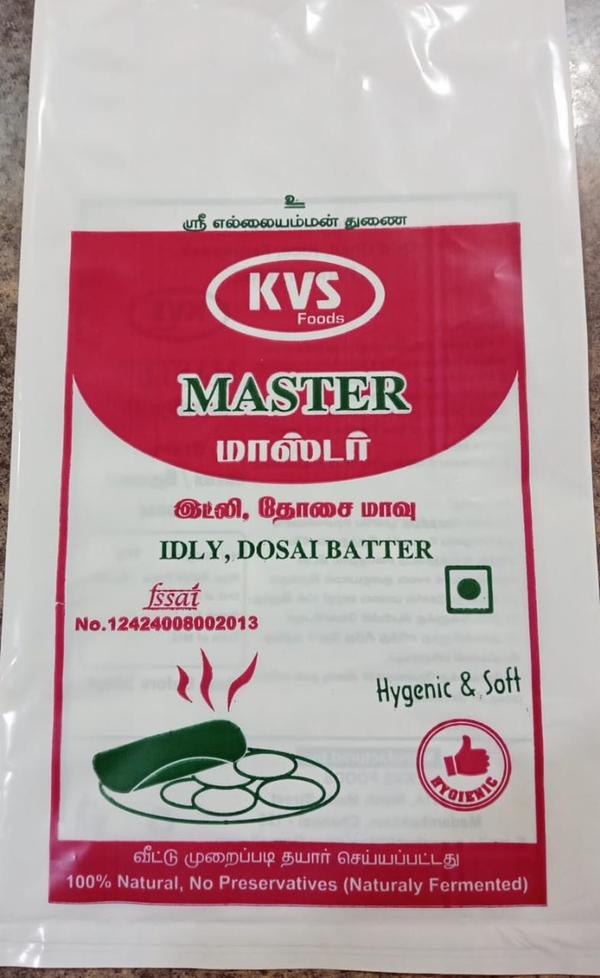 உ
ஸ்ரீ எல்லையம்மன் துணை
KVS
Foods
MASTER
மாஸ்டர்
இட்லி, தோசை மாவு
IDLY, DOSAI BATTER
fssat
No.12424008002013
Hygenic & Soft
HYGIENIC
வீட்டு முறைப்படி தயார் செய்யப்பட்டது
100% Natural, No Preservatives (Naturaly Fermented)